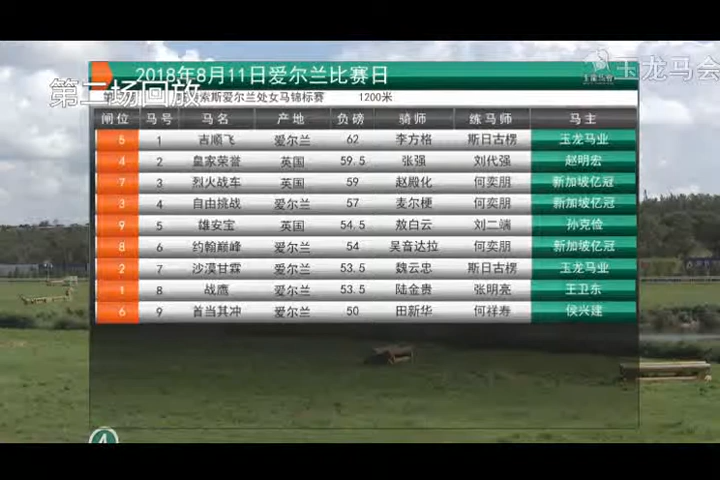 2018年8月11日爱尔兰比赛日
玉龙马会
第二场回放
索斯爱尔兰处女马锦标赛 1200米
闸位 马号 马名 产地 负磅 骑师 练马师 马主
5 1 吉顺飞 爱尔兰 62 李方格 斯日古楞 玉龙马业
4 2 皇家荣誉 英国 59.5 张强 刘代强 赵明宏
7 3 烈火战车 英国 59 赵殿化 何奕朋 新加坡亿冠
3 4 自由挑战 爱尔兰 57 麦尔梗 何奕朋 新加坡亿冠
9 5 雄安宝 英国 54.5 敖白云 刘二端 孙克俭
8 6 约翰巅峰 爱尔兰 54 吴音达拉 何奕朋 新加坡亿冠
2 7 沙漠甘霖 爱尔兰 53.5 魏云忠 斯日古楞 玉龙马业
1 8 战鹰 爱尔兰 53.5 陆金贵 张明亮 王卫东
6 9 首当其冲 爱尔兰 50 田新华 何祥寿 侯兴建